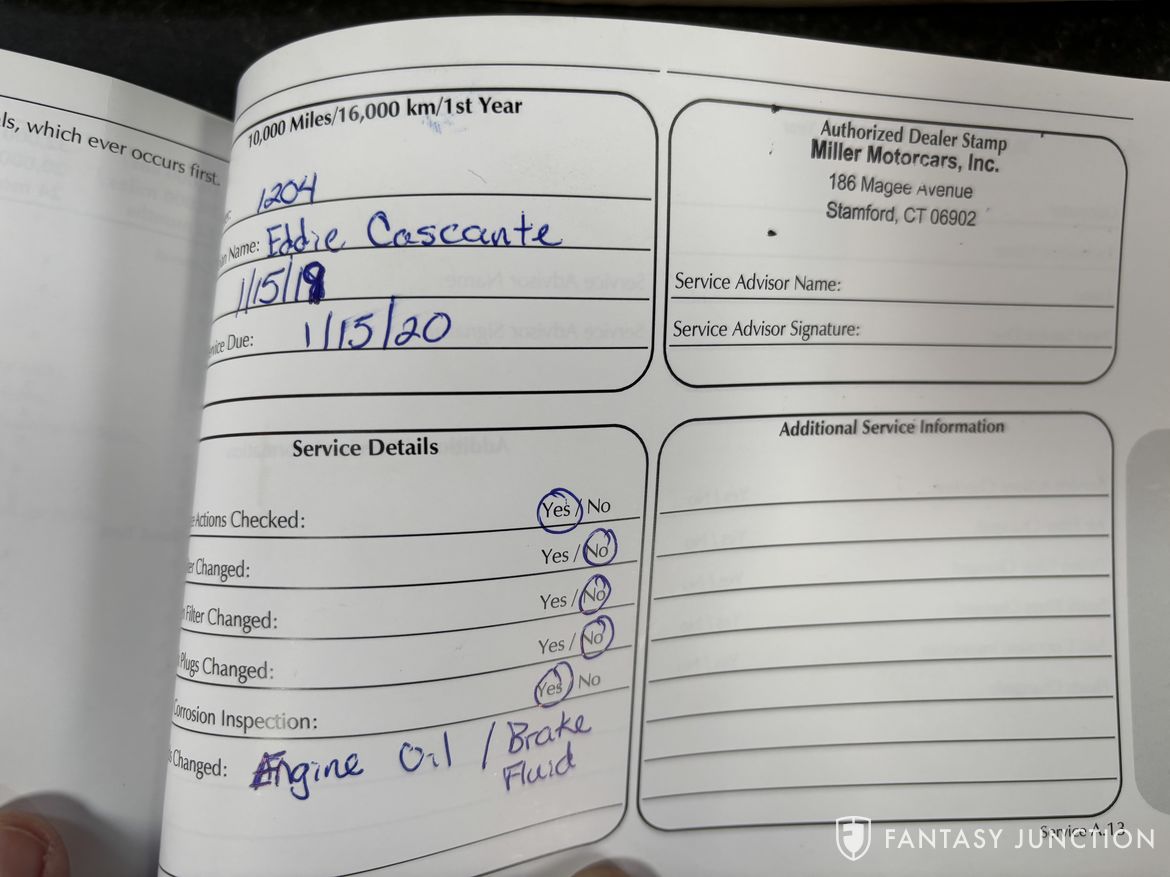 ls, which ever occurs first.
10,000 Miles/16,000 km/1st Year
1204
Name: Eddie Cascante
1/15/19
Due: 1/15/20
Authorized Dealer Stamp
Miller Motorcars, Inc.
186 Magee Avenue
Stamford, CT 06902
Service Advisor Name:
Service Advisor Signature:
Service Details
Actions Checked: Yes / No
Changed: Yes / No
Filter Changed: Yes / No
Plugs Changed: Yes / No
Corrosion Inspection: Yes / No
Changed: Engine Oil / Brake
Fluid
Additional Service Information
Service A.13
FANTASY JUNCTION